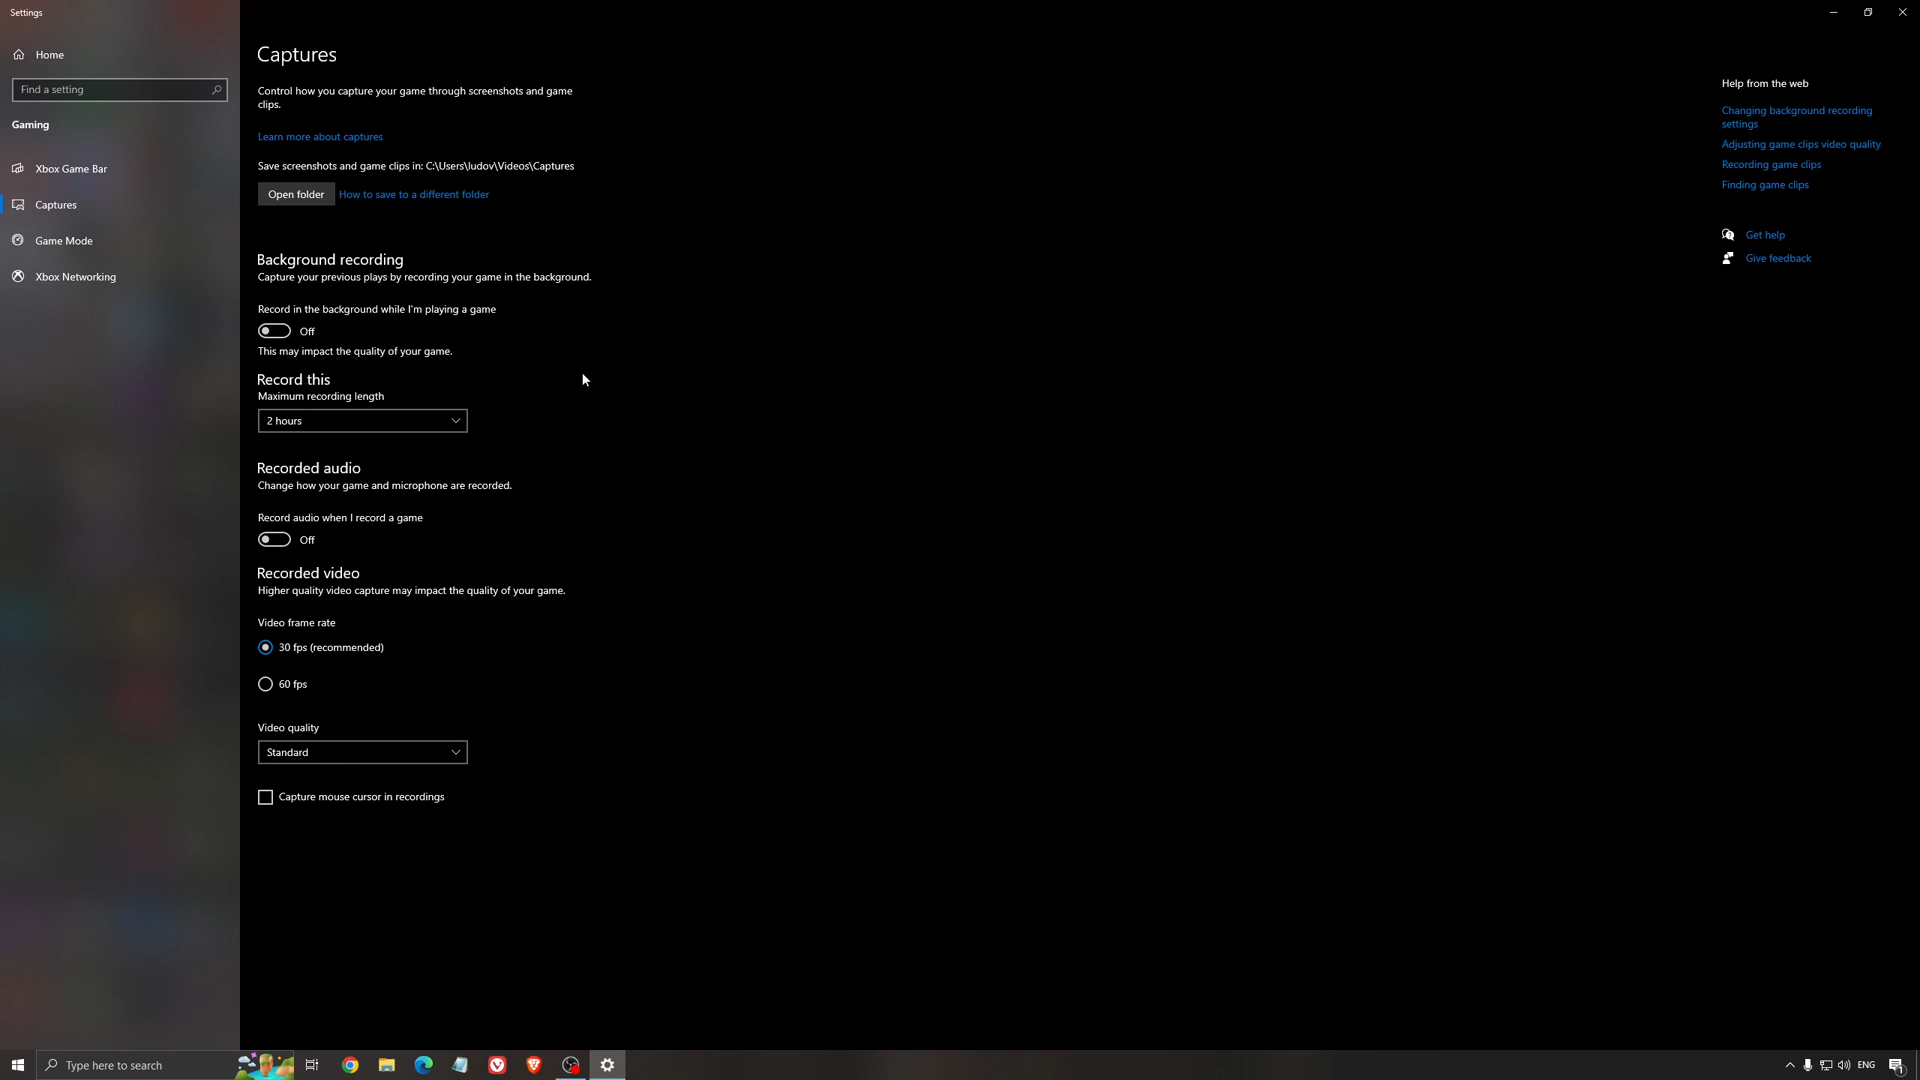 Settings
Home
Find a setting
Gaming
Xbox Game Bar
Captures
Game Mode
Xbox Networking
Captures
Control how you capture your game through screenshots and game
clips.
Learn more about captures
Save screenshots and game clips in: C:\Users\ludov\Videos\Captures
Open folder
How to save to a different folder
Background recording
Capture your previous plays by recording your game in the background.
Record in the background while I'm playing a game
Off
This may impact the quality of your game.
Record this
Maximum recording length
2 hours
Recorded audio
Change how your game and microphone are recorded.
Record audio when I record a game
Off
Recorded video
Higher quality video capture may impact the quality of your game.
Video frame rate
30 fps (recommended)
60 fps
Video quality
Standard
Capture mouse cursor in recordings
Help from the web
Changing background recording
settings
Adjusting game clips video quality
Recording game clips
Finding game clips
Get help
Give feedback
Type here to search
ENG
1